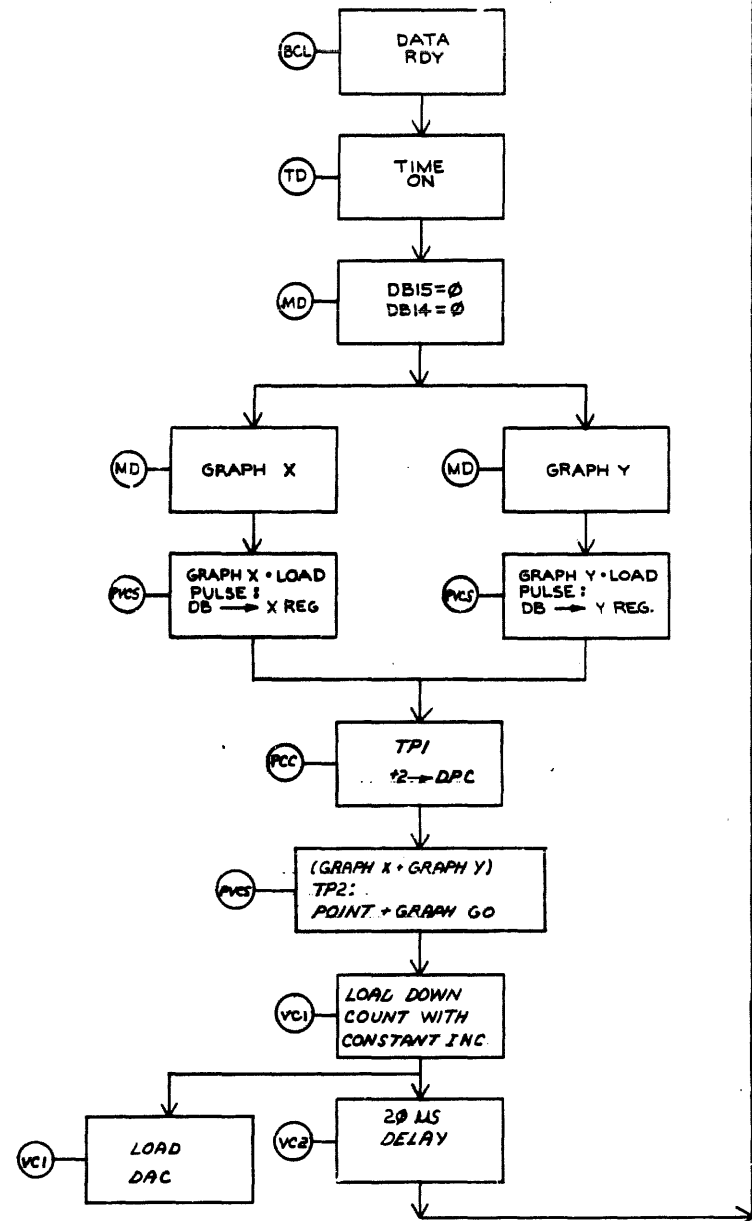 BCL
DATA
RDY
TD
TIME
ON
MD
DB15=Ø
DB14=Ø
MD
GRAPH X
MD
GRAPH Y
PVCS
GRAPH X • LOAD
PULSE:
DB → X REG
PVCS
GRAPH Y • LOAD
PULSE:
DB → Y REG.
PCC
TP1
+2 → DPC
PVCS
(GRAPH X + GRAPH Y)
TP2:
POINT + GRAPH GO
VC1
LOAD DOWN
COUNT WITH
CONSTANT INC
VC1
LOAD
DAC
VC2
2Ø US
DELAY